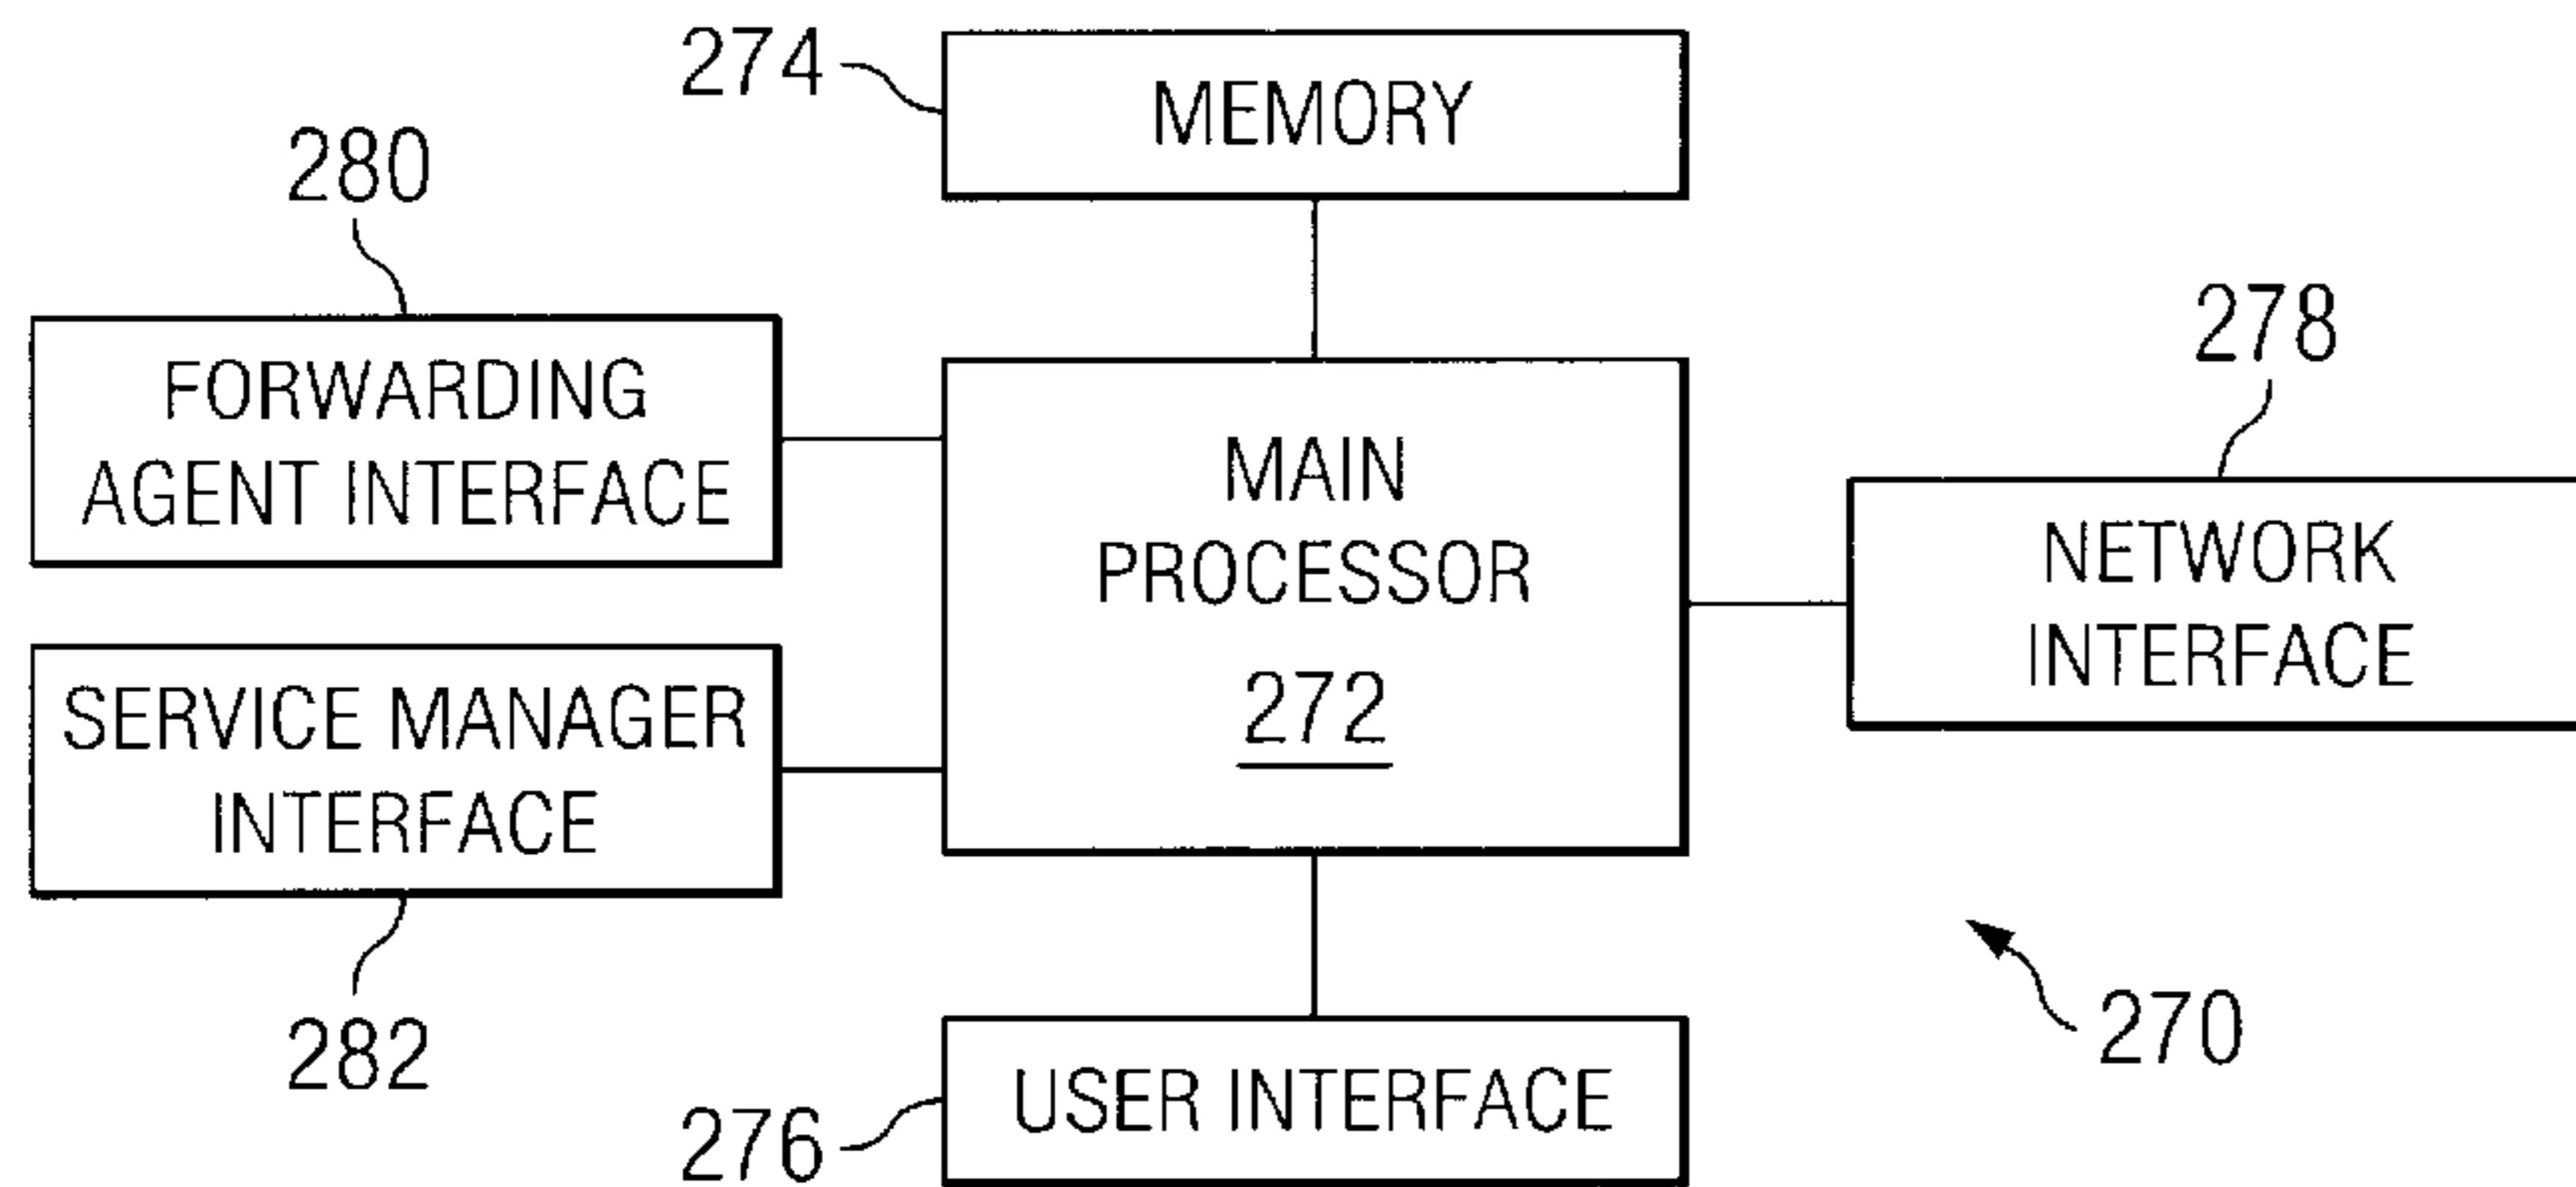 274
MEMORY
280
278
FORWARDING
AGENT INTERFACE
MAIN
PROCESSOR
272
NETWORK
INTERFACE
SERVICE MANAGER
INTERFACE
282
270
276
USER INTERFACE